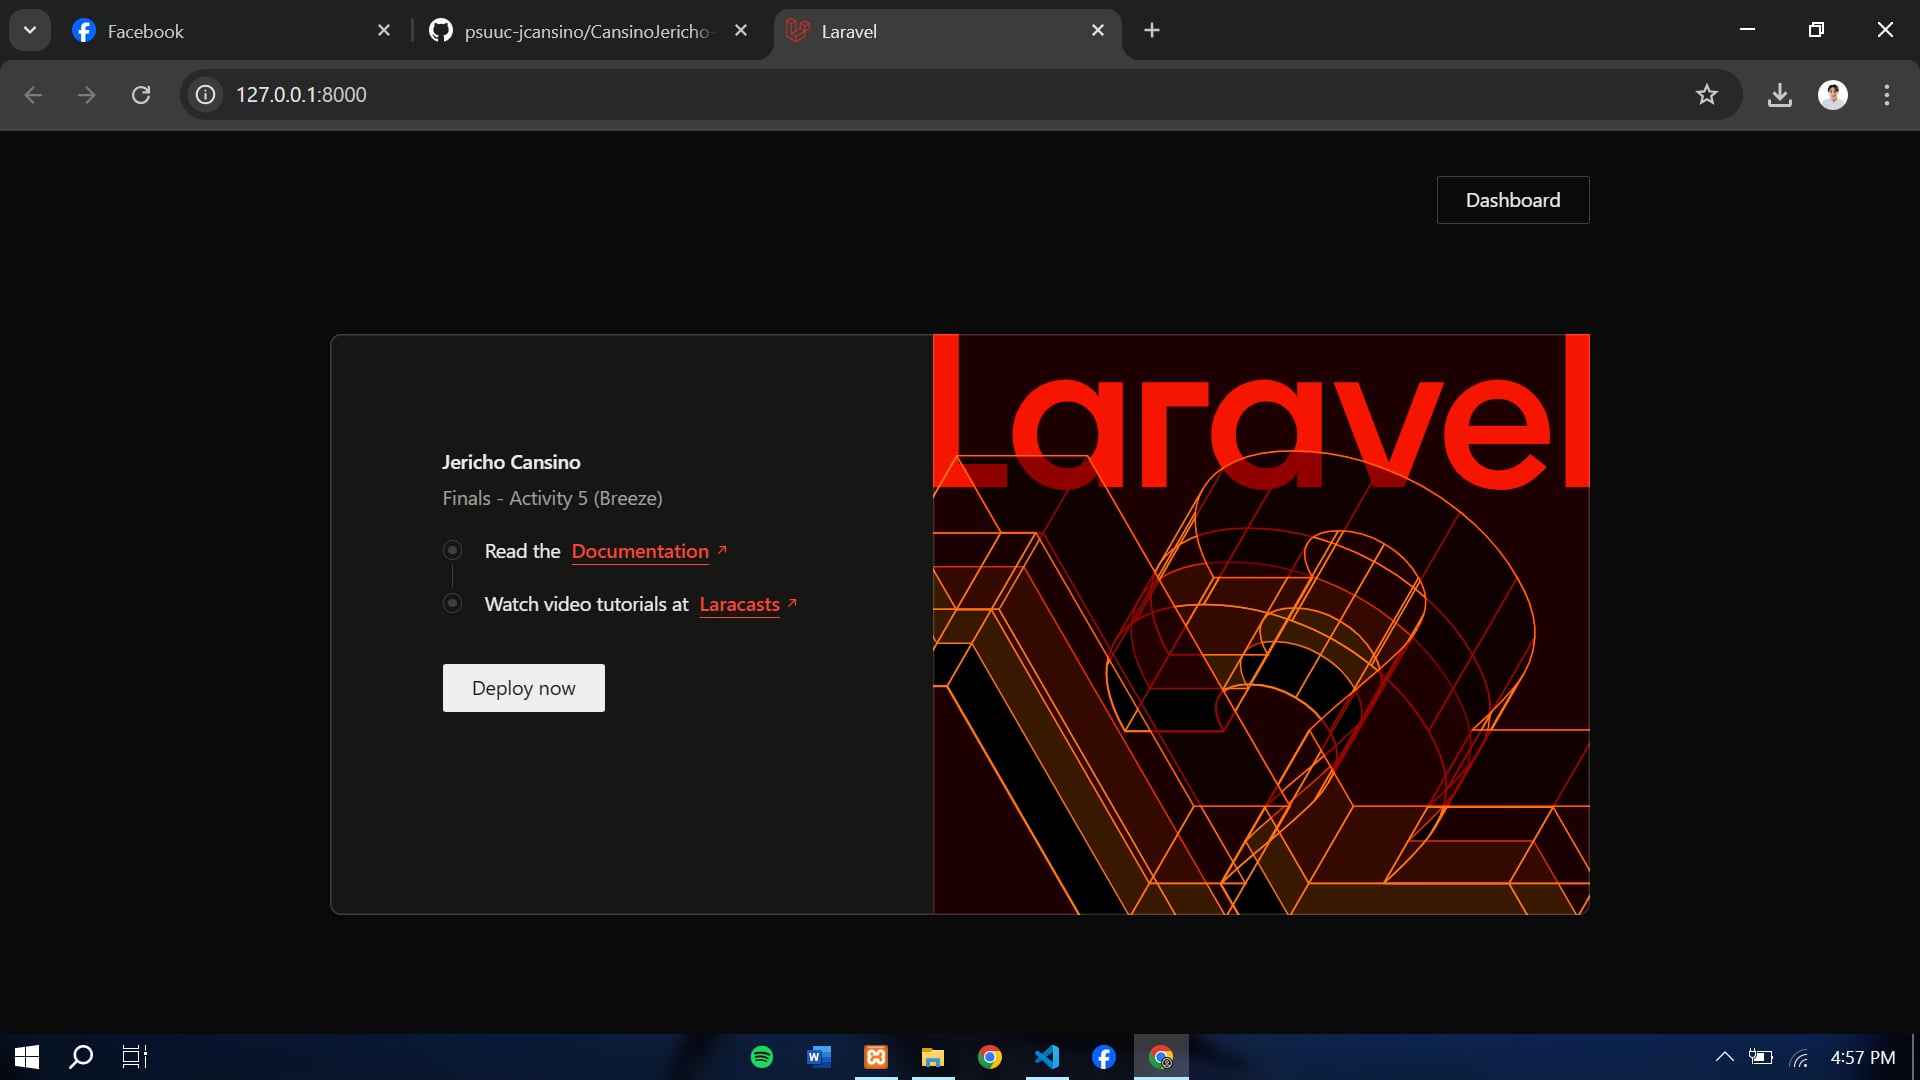 Facebook
psuuc-jcansino/CansinoJericho-
Laravel
127.0.0.1:8000
Dashboard
Laravel
Jericho Cansino
Finals - Activity 5 (Breeze)
Read the Documentation
Watch video tutorials at Laracasts
Deploy now
4:57 PM